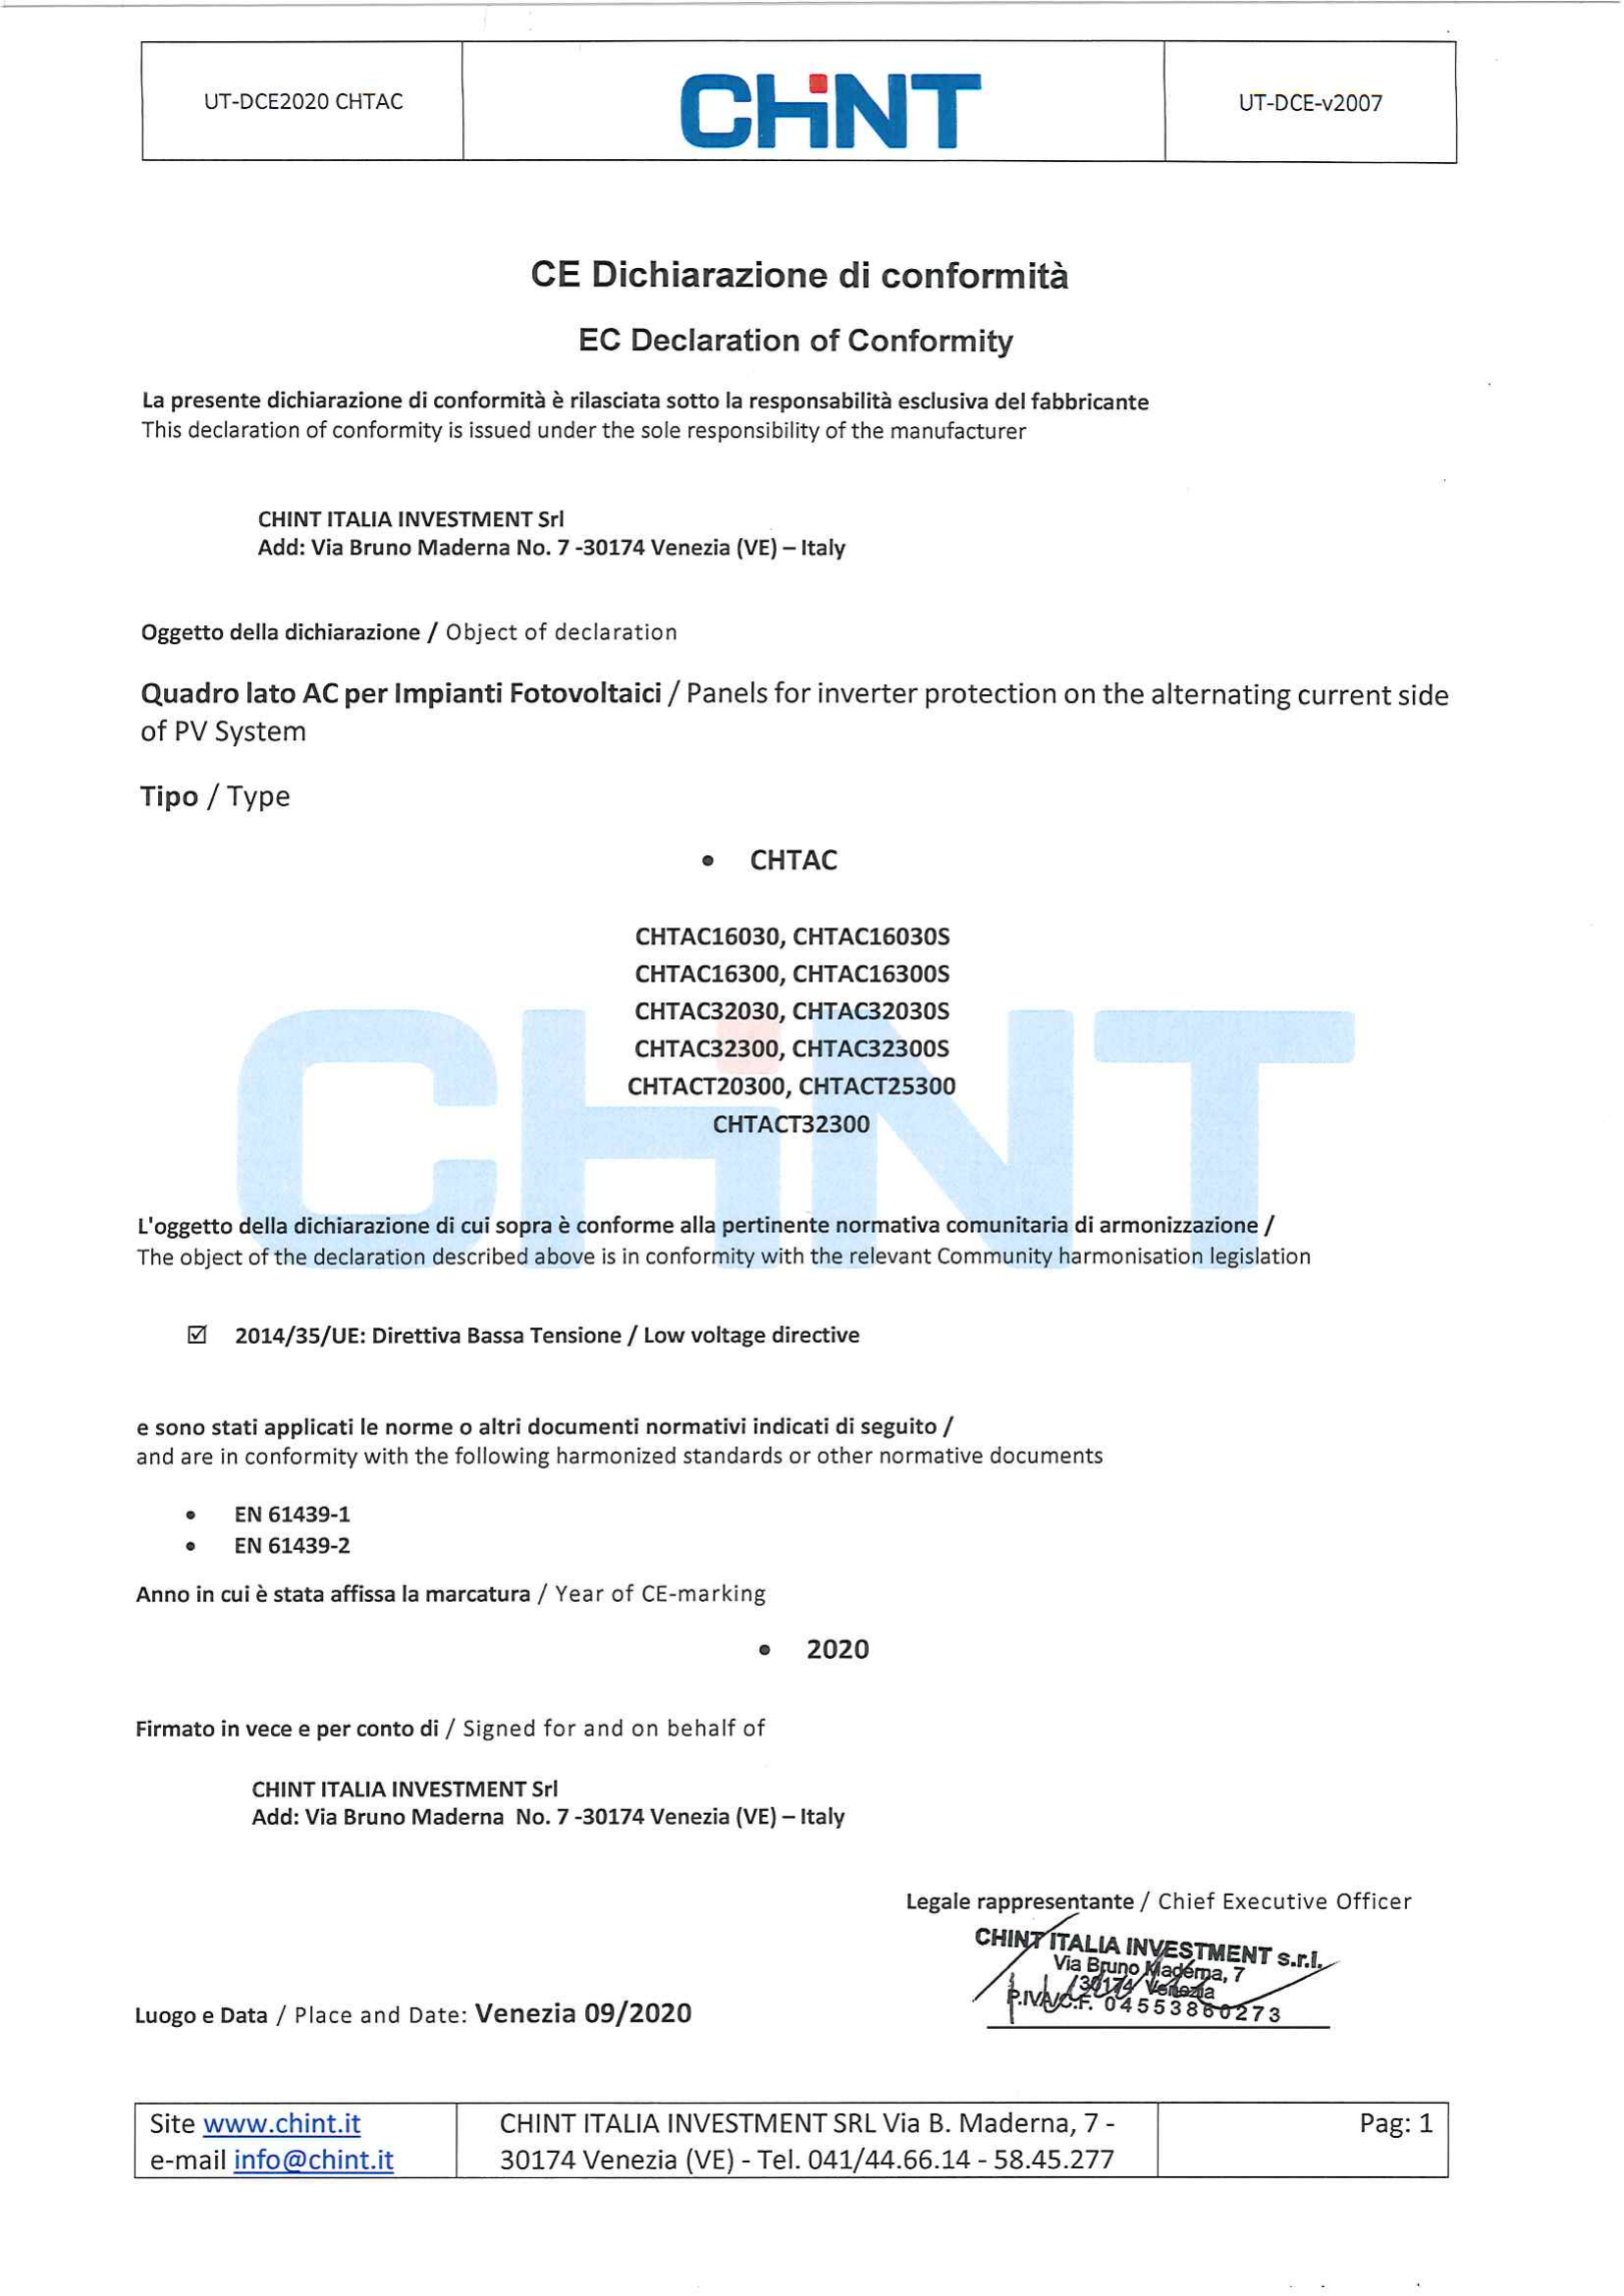 UT-DCE2020 CHTAC
CHINT
UT-DCE-v2007
CE Dichiarazione di conformità
EC Declaration of Conformity
La presente dichiarazione di conformità è rilasciata sotto la responsabilità esclusiva del fabbricante
This declaration of conformity is issued under the sole responsibility of the manufacturer
CHINT ITALIA INVESTMENT Srl
Add: Via Bruno Maderna No. 7 -30174 Venezia (VE) – Italy
Oggetto della dichiarazione / Object of declaration
Quadro lato AC per Impianti Fotovoltaici / Panels for inverter protection on the alternating current side
of PV System
Tipo / Type
• CHTAC
CHTAC16030, CHTAC16030S
CHTAC16300, CHTAC16300S
CHTAC32030, CHTAC32030S
CHTAC32300, CHTAC32300S
CHTACT20300, CHTACT25300
CHTACT32300
CHINT
L'oggetto della dichiarazione di cui sopra è conforme alla pertinente normativa comunitaria di armonizzazione /
The object of the declaration described above is in conformity with the relevant Community harmonisation legislation
☑ 2014/35/UE: Direttiva Bassa Tensione / Low voltage directive
e sono stati applicati le norme o altri documenti normativi indicati di seguito /
and are in conformity with the following harmonized standards or other normative documents
• EN 61439-1
• EN 61439-2
Anno in cui è stata affissa la marcatura / Year of CE-marking
• 2020
Firmato in vece e per conto di / Signed for and on behalf of
CHINT ITALIA INVESTMENT Srl
Add: Via Bruno Maderna No. 7 -30174 Venezia (VE) – Italy
Legale rappresentante / Chief Executive Officer
CHINT ITALIA INVESTMENT s.r.l.
Via Bruno Maderna, 7
30174 Venezia
P.IVA/C.F. 04553860273
Luogo e Data / Place and Date: Venezia 09/2020
Site www.chint.it
e-mail info@chint.it
CHINT ITALIA INVESTMENT SRL Via B. Maderna, 7 -
30174 Venezia (VE) - Tel. 041/44.66.14 - 58.45.277
Pag: 1